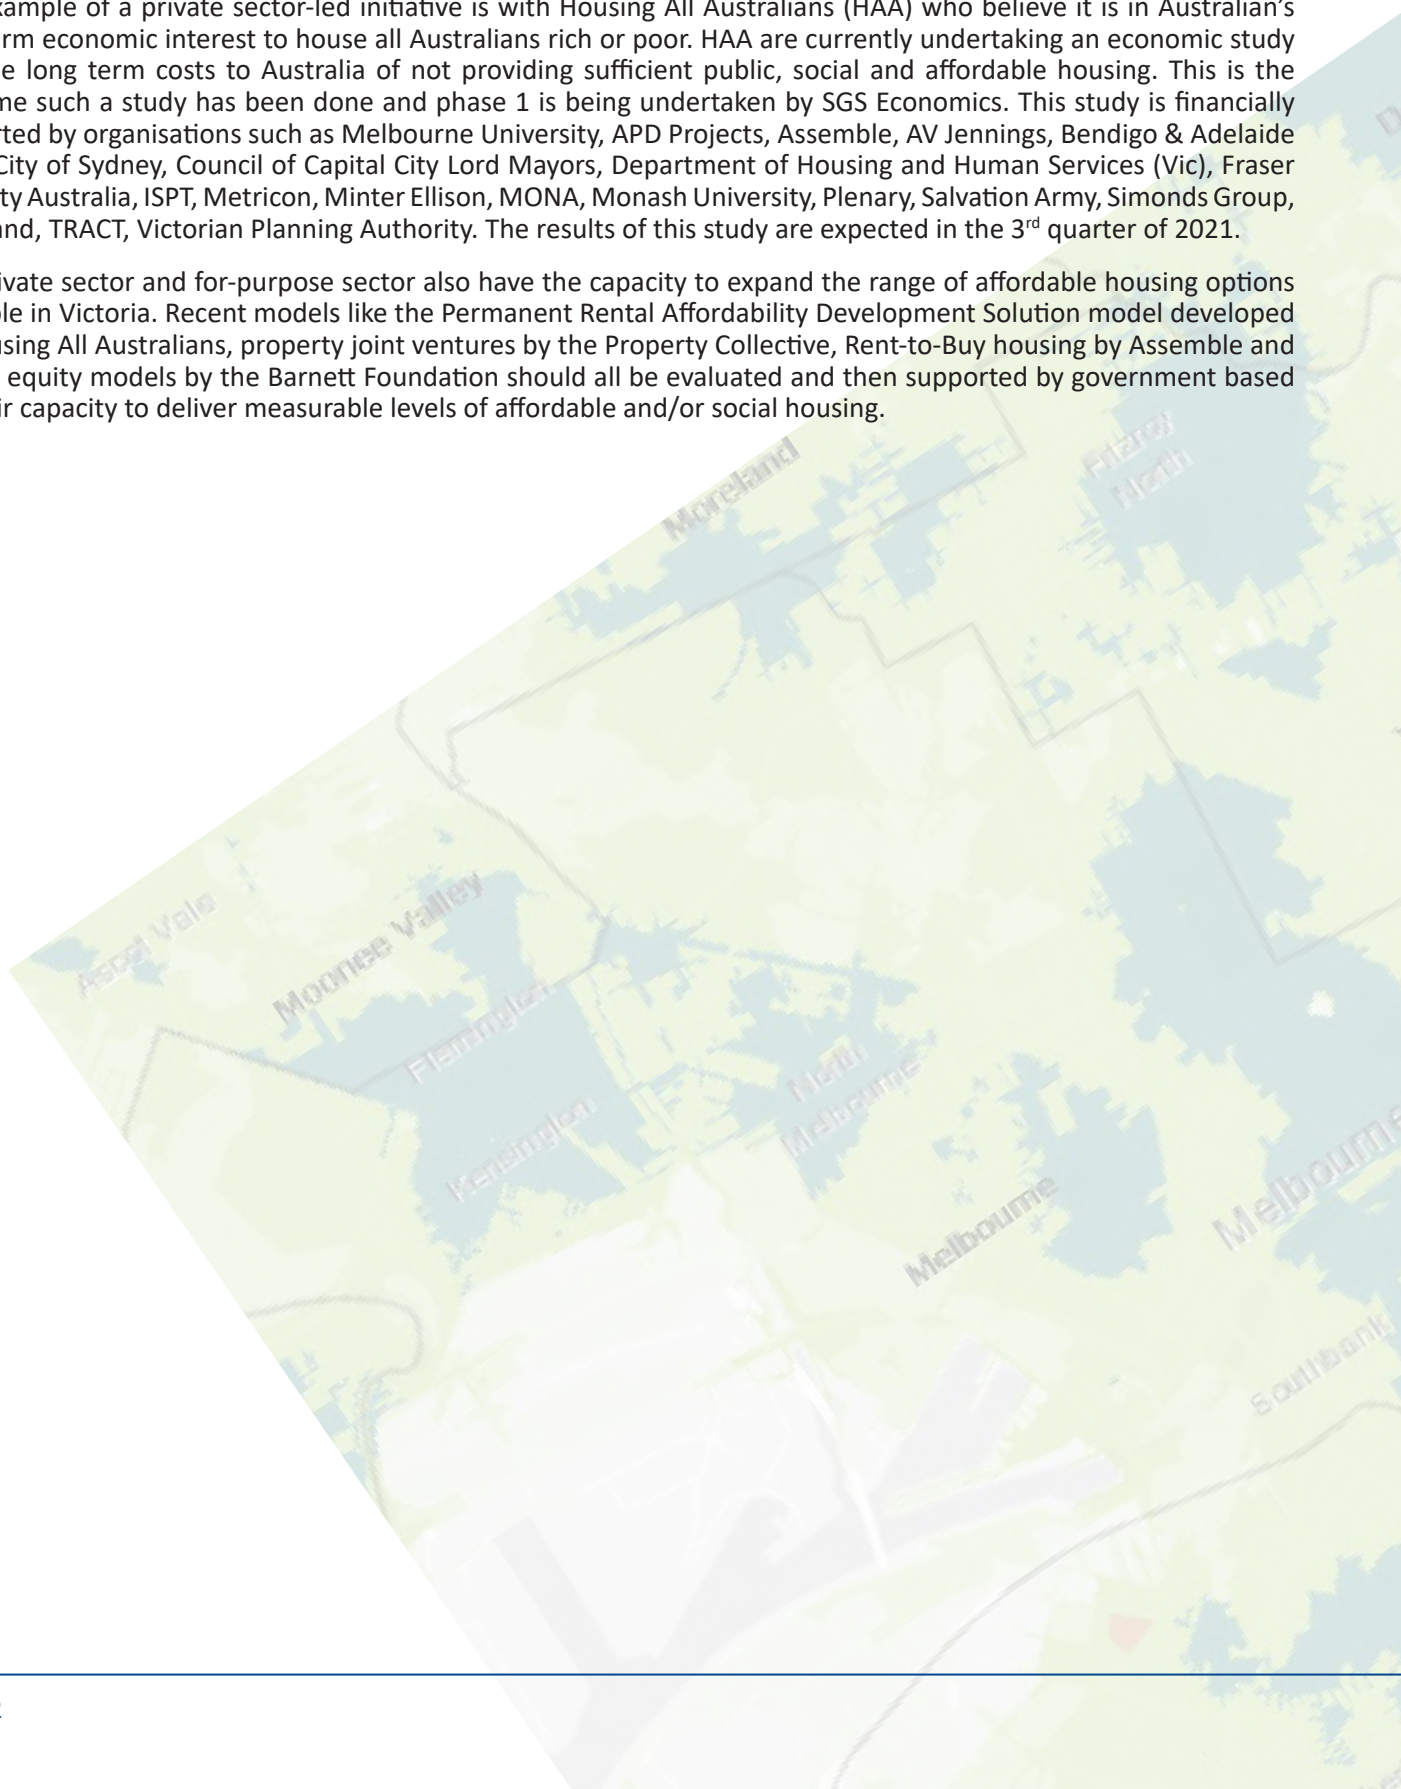 xample of a private sector-led initiative is with Housing All Australians (HAA) who believe it is in Australian's
rm economic interest to house all Australians rich or poor. HAA are currently undertaking an economic study
e long term costs to Australia of not providing sufficient public, social and affordable housing. This is the
me such a study has been done and phase 1 is being undertaken by SGS Economics. This study is financially
rted by organisations such as Melbourne University, APD Projects, Assemble, AV Jennings, Bendigo & Adelaide
City of Sydney, Council of Capital City Lord Mayors, Department of Housing and Human Services (Vic), Fraser
ty Australia, ISPT, Metricon, Minter Ellison, MONA, Monash University, Plenary, Salvation Army, Simonds Group,
and, TRACT, Victorian Planning Authority. The results of this study are expected in the 3rd quarter of 2021.
ivate sector and for-purpose sector also have the capacity to expand the range of affordable housing options
ble in Victoria. Recent models like the Permanent Rental Affordability Development Solution model developed
using All Australians, property joint ventures by the Property Collective, Rent-to-Buy housing by Assemble and
equity models by the Barnett Foundation should all be evaluated and then supported by government based
ir capacity to deliver measurable levels of affordable and/or social housing.
Moreland
Fitzroy
North
Ascot Vale
Moonee Valley
Flemington
Kensington
North
Melbourne
Melbourne
Melbourne
Southbank